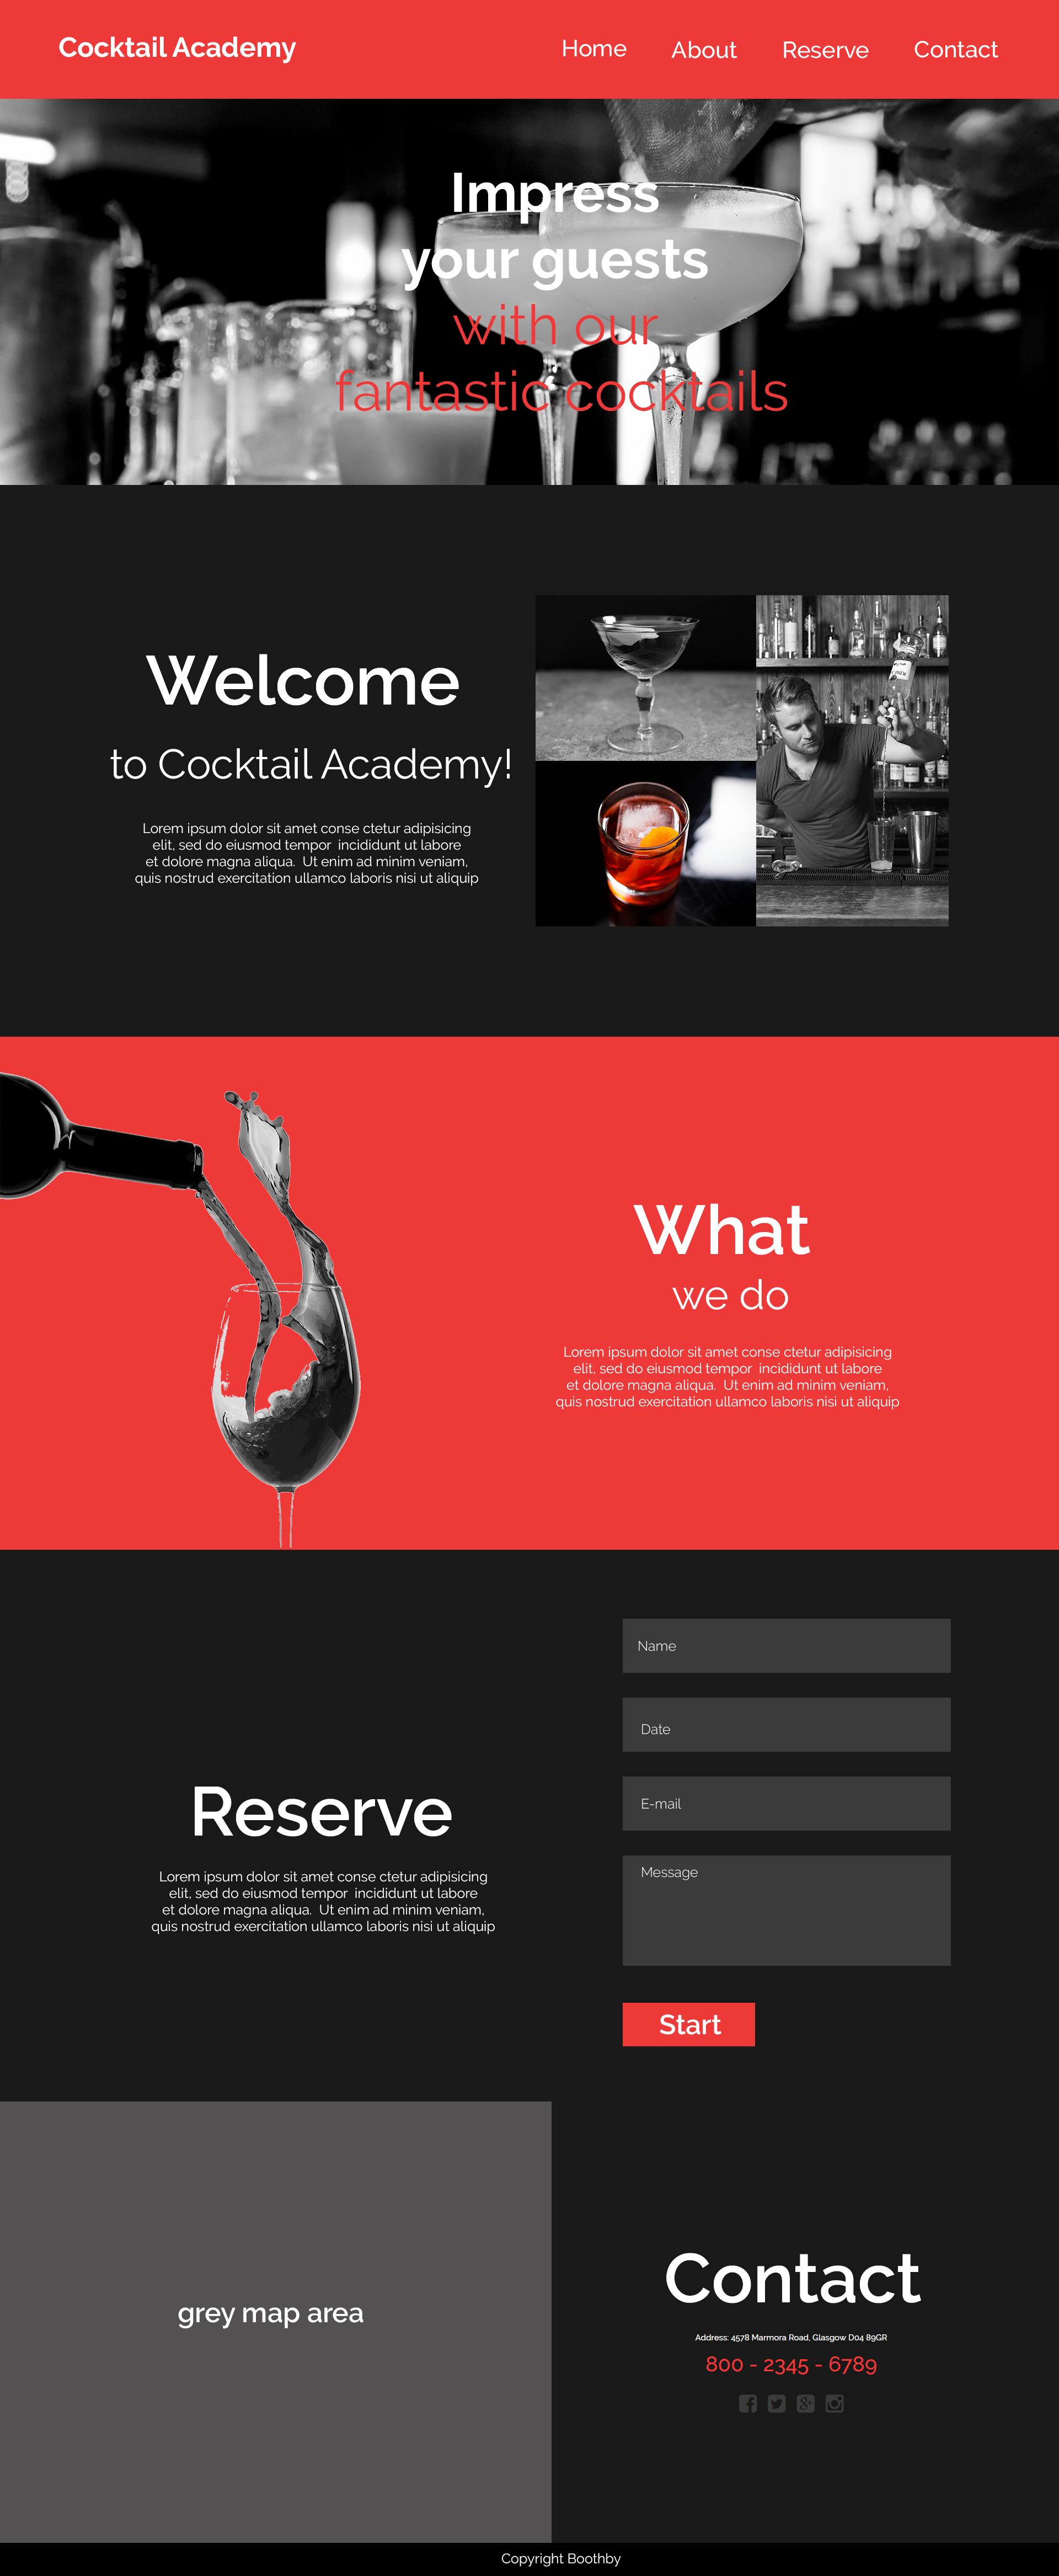 Cocktail Academy
Home About Reserve Contact
Impress
your guests
with our
fantastic cocktails
Welcome
to Cocktail Academy!
Lorem ipsum dolor sit amet conse ctetur adipisicing
elit, sed do eiusmod tempor  incididunt ut labore
et dolore magna aliqua.  Ut enim ad minim veniam,
quis nostrud exercitation ullamco laboris nisi ut aliquip
What
we do
Lorem ipsum dolor sit amet conse ctetur adipisicing
elit, sed do eiusmod tempor  incididunt ut labore
et dolore magna aliqua.  Ut enim ad minim veniam,
quis nostrud exercitation ullamco laboris nisi ut aliquip
Reserve
Lorem ipsum dolor sit amet conse ctetur adipisicing
elit, sed do eiusmod tempor  incididunt ut labore
et dolore magna aliqua.  Ut enim ad minim veniam,
quis nostrud exercitation ullamco laboris nisi ut aliquip
Name
Date
E-mail
Message
Start
grey map area
Contact
Address: 4578 Marmora Road, Glasgow D04 89GR
800 - 2345 - 6789
Copyright Boothby